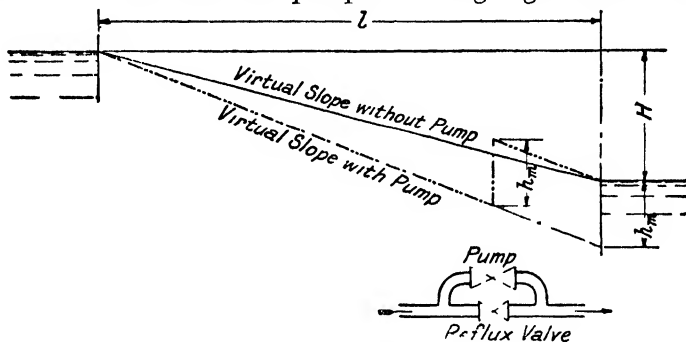 l
Virtual Slope without Pump
Virtual Slope with Pump
H
hm
hm
Pump
Reflux Valve